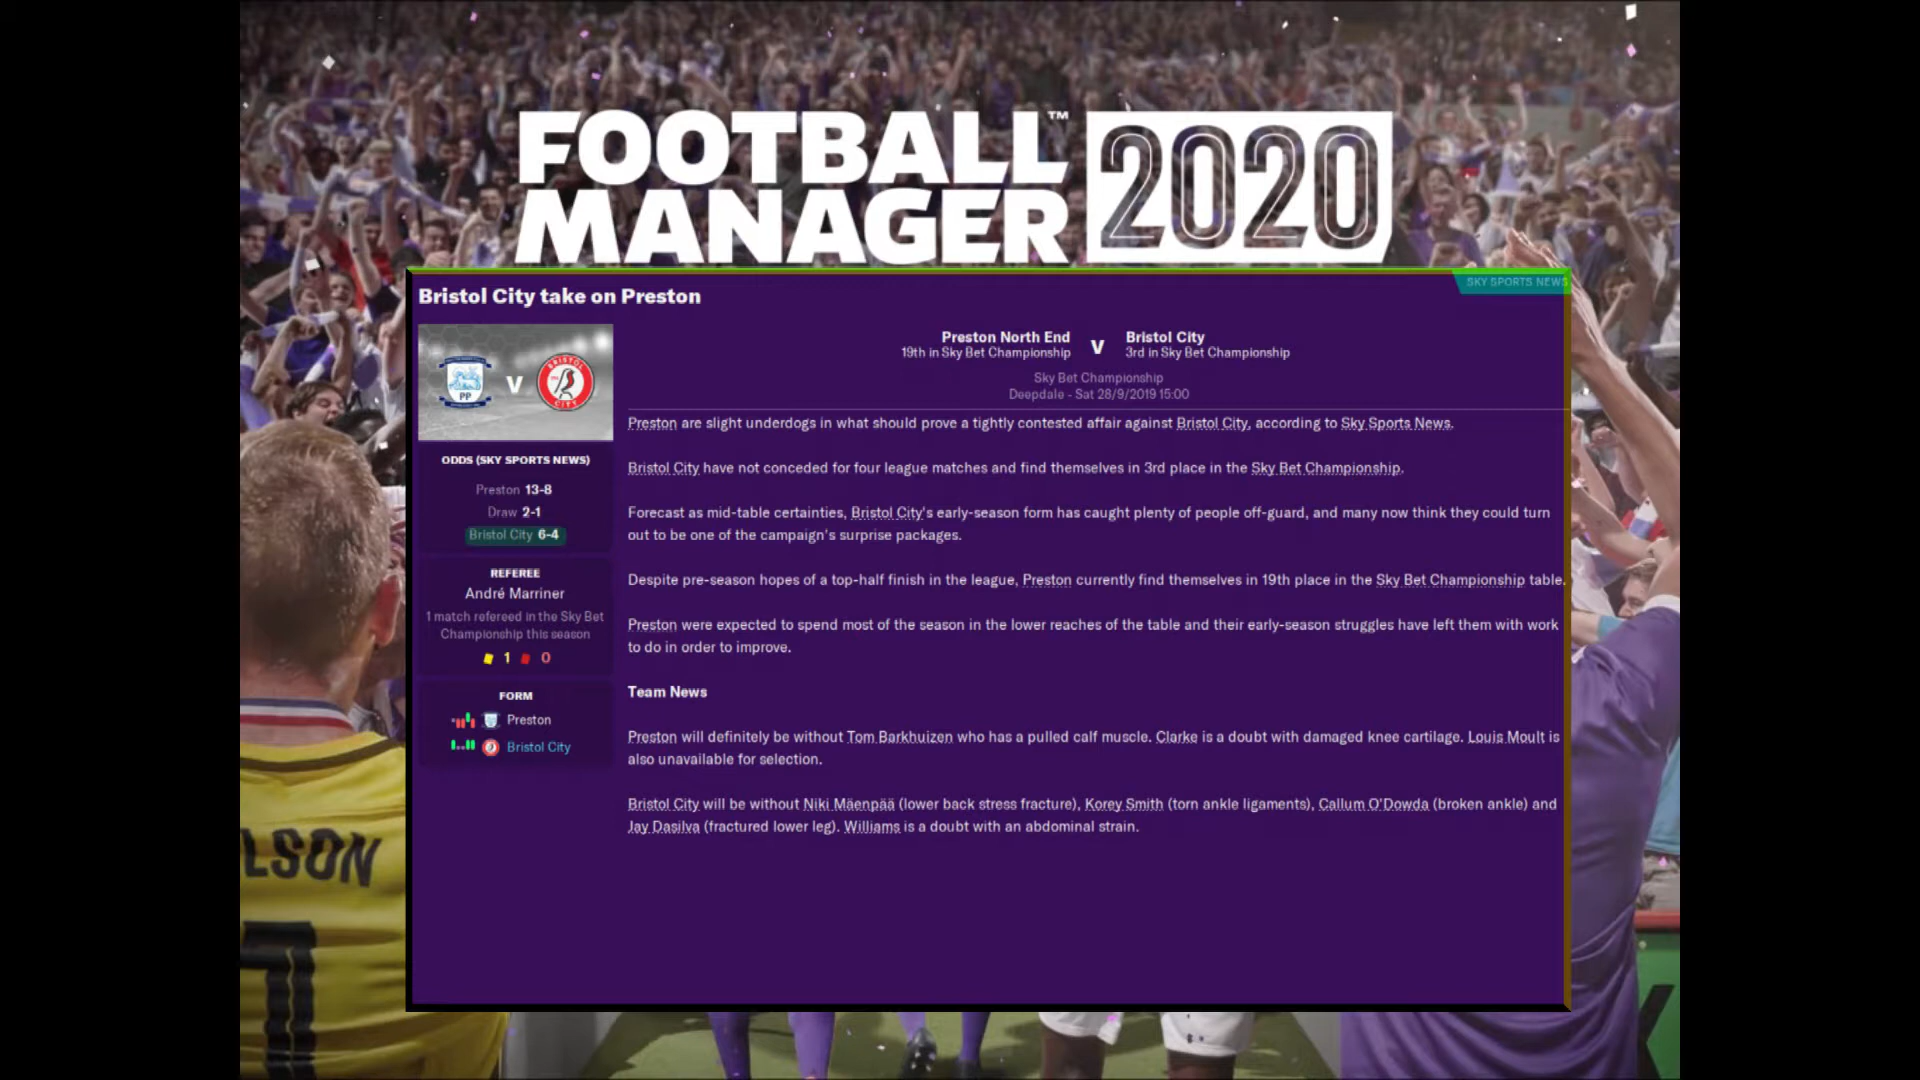 FOOTBALL MANAGER™ 2020
SKY SPORTS NEWS
Bristol City take on Preston
Preston North End v Bristol City
19th in Sky Bet Championship 3rd in Sky Bet Championship
Sky Bet Championship
Deepdale - Sat 28/9/2019 15:00
PP V BRISTOL CITY
ODDS (SKY SPORTS NEWS)
Preston 13-8
Draw 2-1
Bristol City 6-4
REFEREE
André Marriner
1 match refereed in the Sky Bet
Championship this season
1 0
FORM
Preston
Bristol City
Preston are slight underdogs in what should prove a tightly contested affair against Bristol City, according to Sky Sports News.
Bristol City have not conceded for four league matches and find themselves in 3rd place in the Sky Bet Championship.
Forecast as mid-table certainties, Bristol City's early-season form has caught plenty of people off-guard, and many now think they could turn
out to be one of the campaign's surprise packages.
Despite pre-season hopes of a top-half finish in the league, Preston currently find themselves in 19th place in the Sky Bet Championship table.
Preston were expected to spend most of the season in the lower reaches of the table and their early-season struggles have left them with work
to do in order to improve.
Team News
Preston will definitely be without Tom Barkhuizen who has a pulled calf muscle. Clarke is a doubt with damaged knee cartilage. Louis Moult is
also unavailable for selection.
Bristol City will be without Niki Mäenpää (lower back stress fracture), Korey Smith (torn ankle ligaments), Callum O'Dowda (broken ankle) and
Jay Dasilva (fractured lower leg). Williams is a doubt with an abdominal strain.
LSON